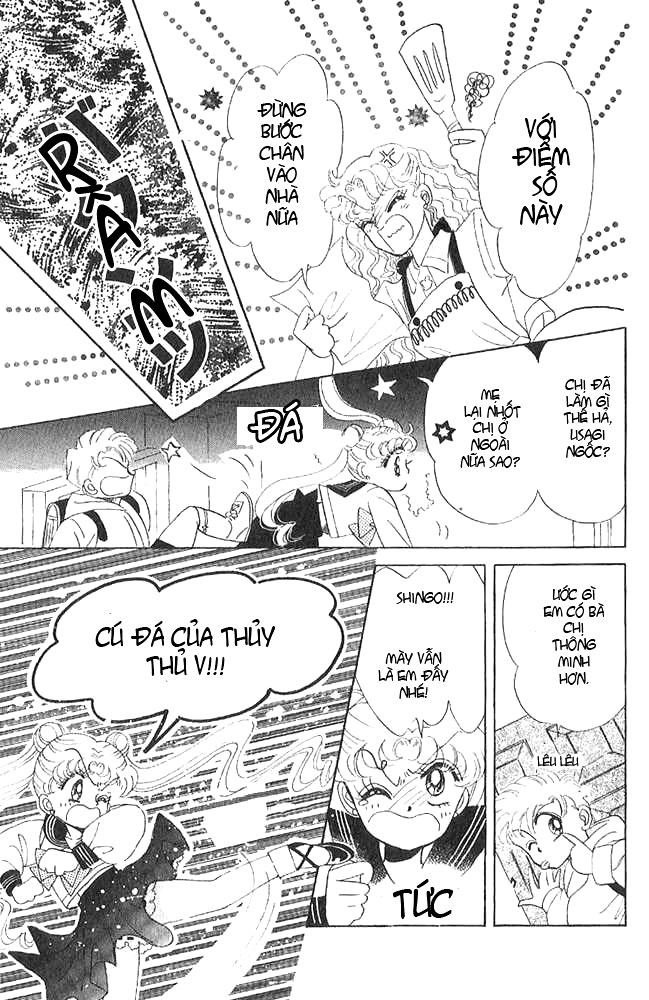 VỚI
ĐIỂM
SỐ
NÀY
ĐỪNG
BƯỚC
CHÂN
VÀO
NHÀ
NỮA
RXAM
CHỊ ĐÃ
LÀM GÌ
THẾ HẢ,
USAGI
NGỐC?
MẸ
LẠI NHỐT
CHỊ Ở
NGOÀI
NỮA SAO?
ĐÁ
ƯỚC GÌ
EM CÓ BÀ
CHỊ
THÔNG
MINH
HƠN.
LÊU LÊU
SHINGO!!!
MÀY VẪN
LÀ EM ĐẤY
NHÉ!
TỨC
CÚ ĐÁ CỦA THỦY
THỦ V!!!